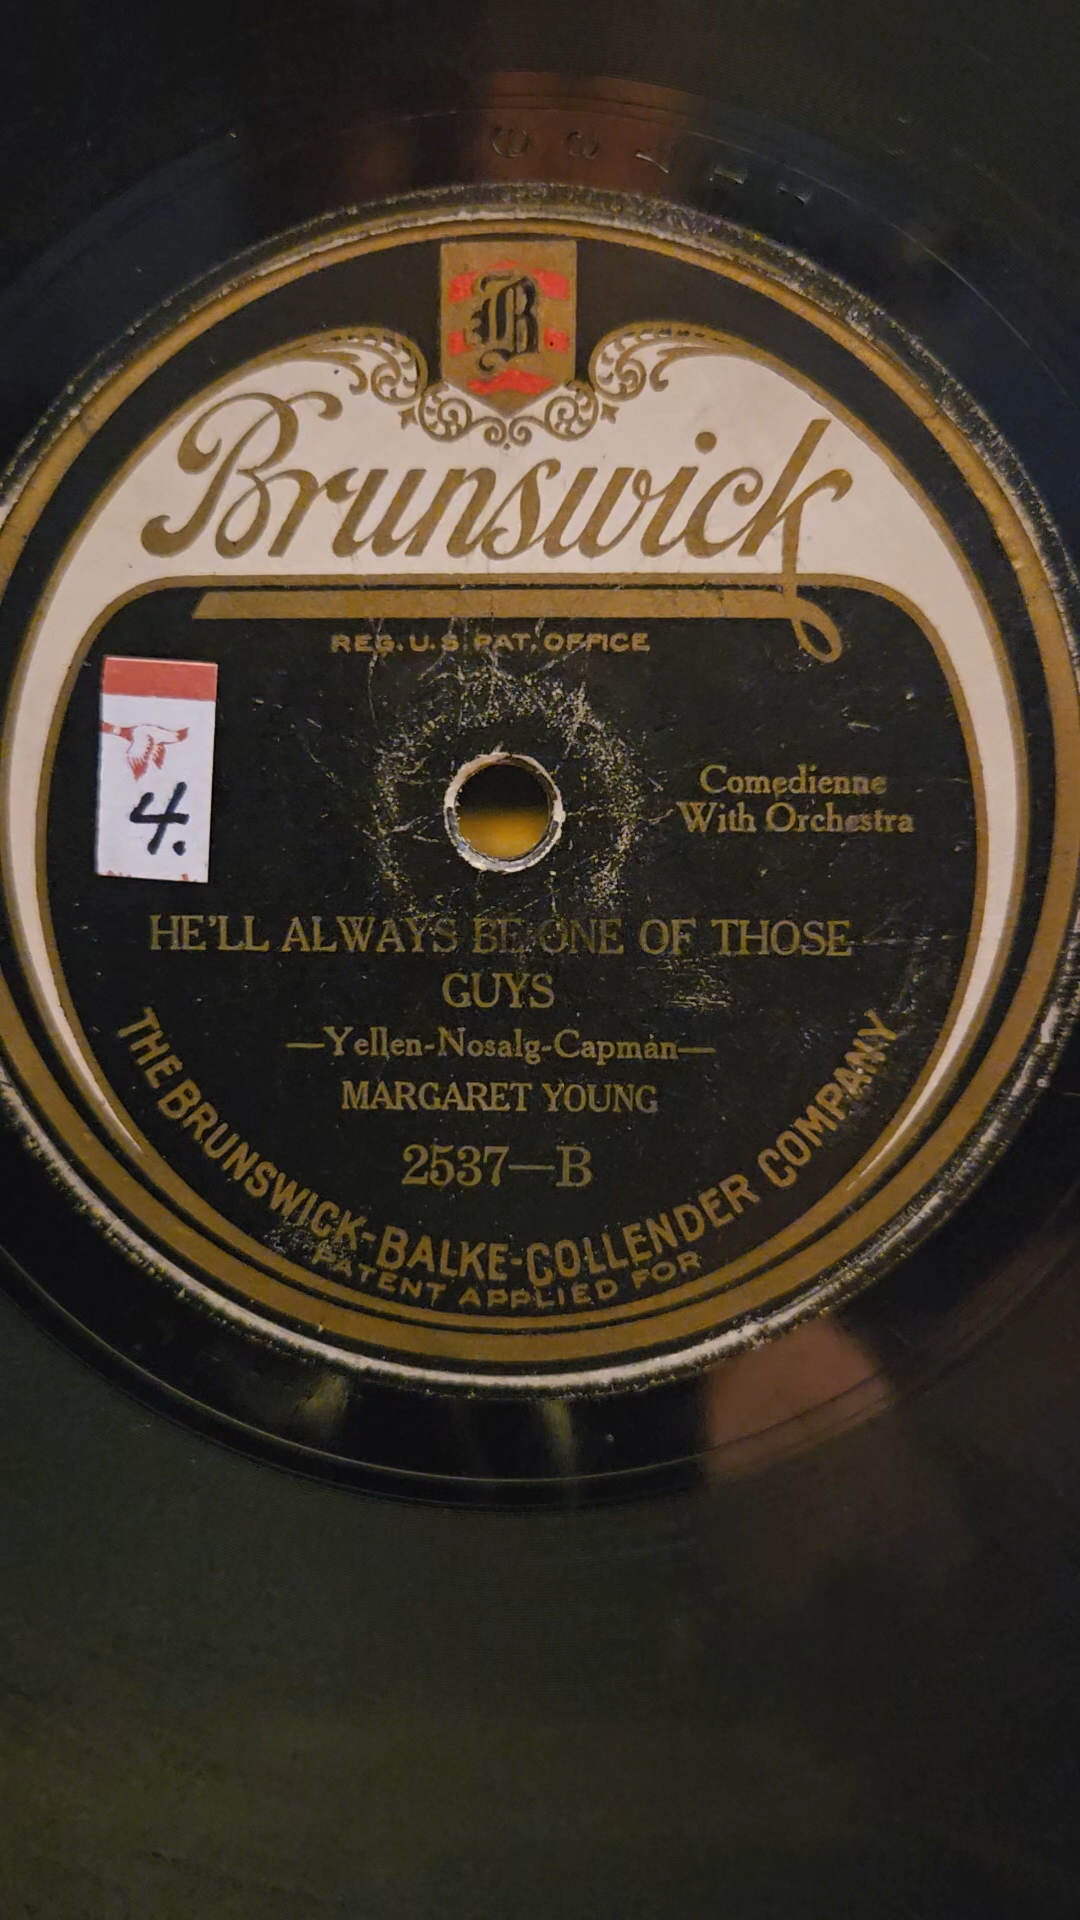 B
Brunswick
REG. U.S. PAT. OFFICE
4.
Comedienne
With Orchestra
HE'LL ALWAYS BE ONE OF THOSE
GUYS
—Yellen-Nosalg-Capman—
MARGARET YOUNG
2537—B
THE BRUNSWICK-BALKE-COLLENDER COMPANY
PATENT APPLIED FOR